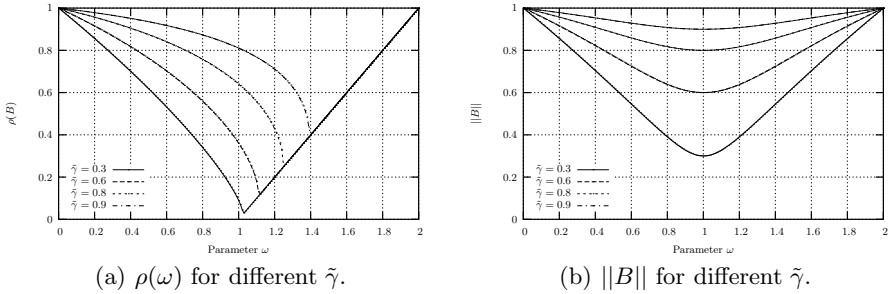 1
0.8
0.6
0.4
0.2
0
ρ(B)
γ̃ = 0.3
γ̃ = 0.6
γ̃ = 0.8
γ̃ = 0.9
0 0.2 0.4 0.6 0.8 1 1.2 1.4 1.6 1.8 2
Parameter ω
(a) ρ(ω) for different γ̃.
1
0.8
0.6
0.4
0.2
0
||B||
γ̃ = 0.3
γ̃ = 0.6
γ̃ = 0.8
γ̃ = 0.9
0 0.2 0.4 0.6 0.8 1 1.2 1.4 1.6 1.8 2
Parameter ω
(b) ||B|| for different γ̃.